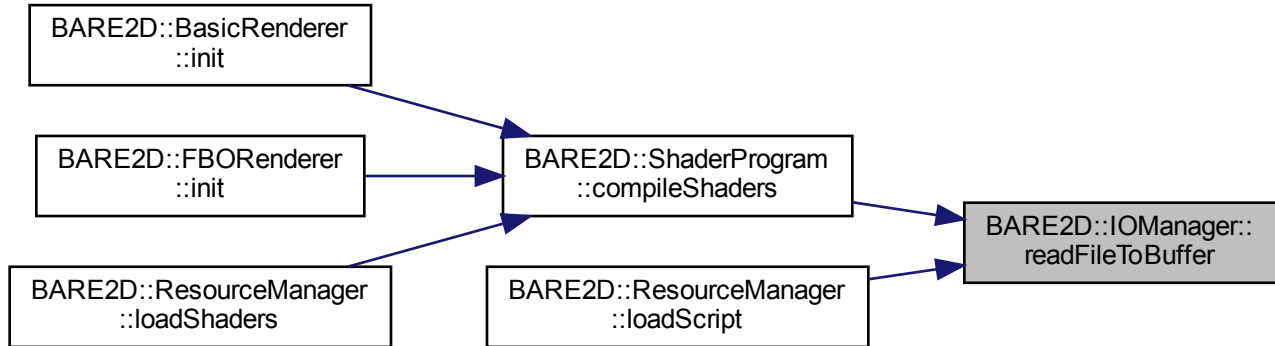 BARE2D::BasicRenderer
::init
BARE2D::FBORenderer
::init
BARE2D::ResourceManager
::loadShaders
BARE2D::ShaderProgram
::compileShaders
BARE2D::ResourceManager
::loadScript
BARE2D::IOManager::
readFileToBuffer